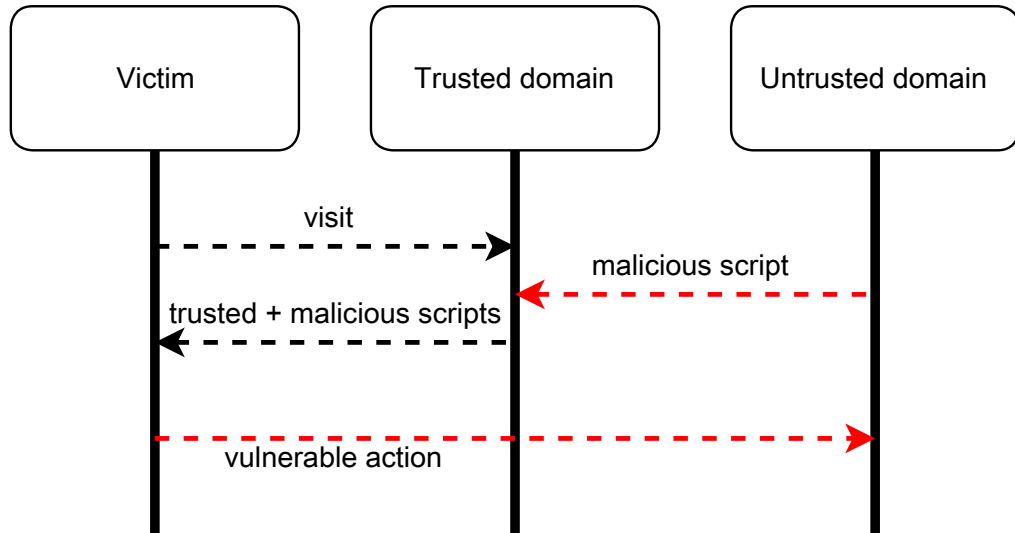 Victim
Trusted domain
Untrusted domain
visit
malicious script
trusted + malicious scripts
vulnerable action